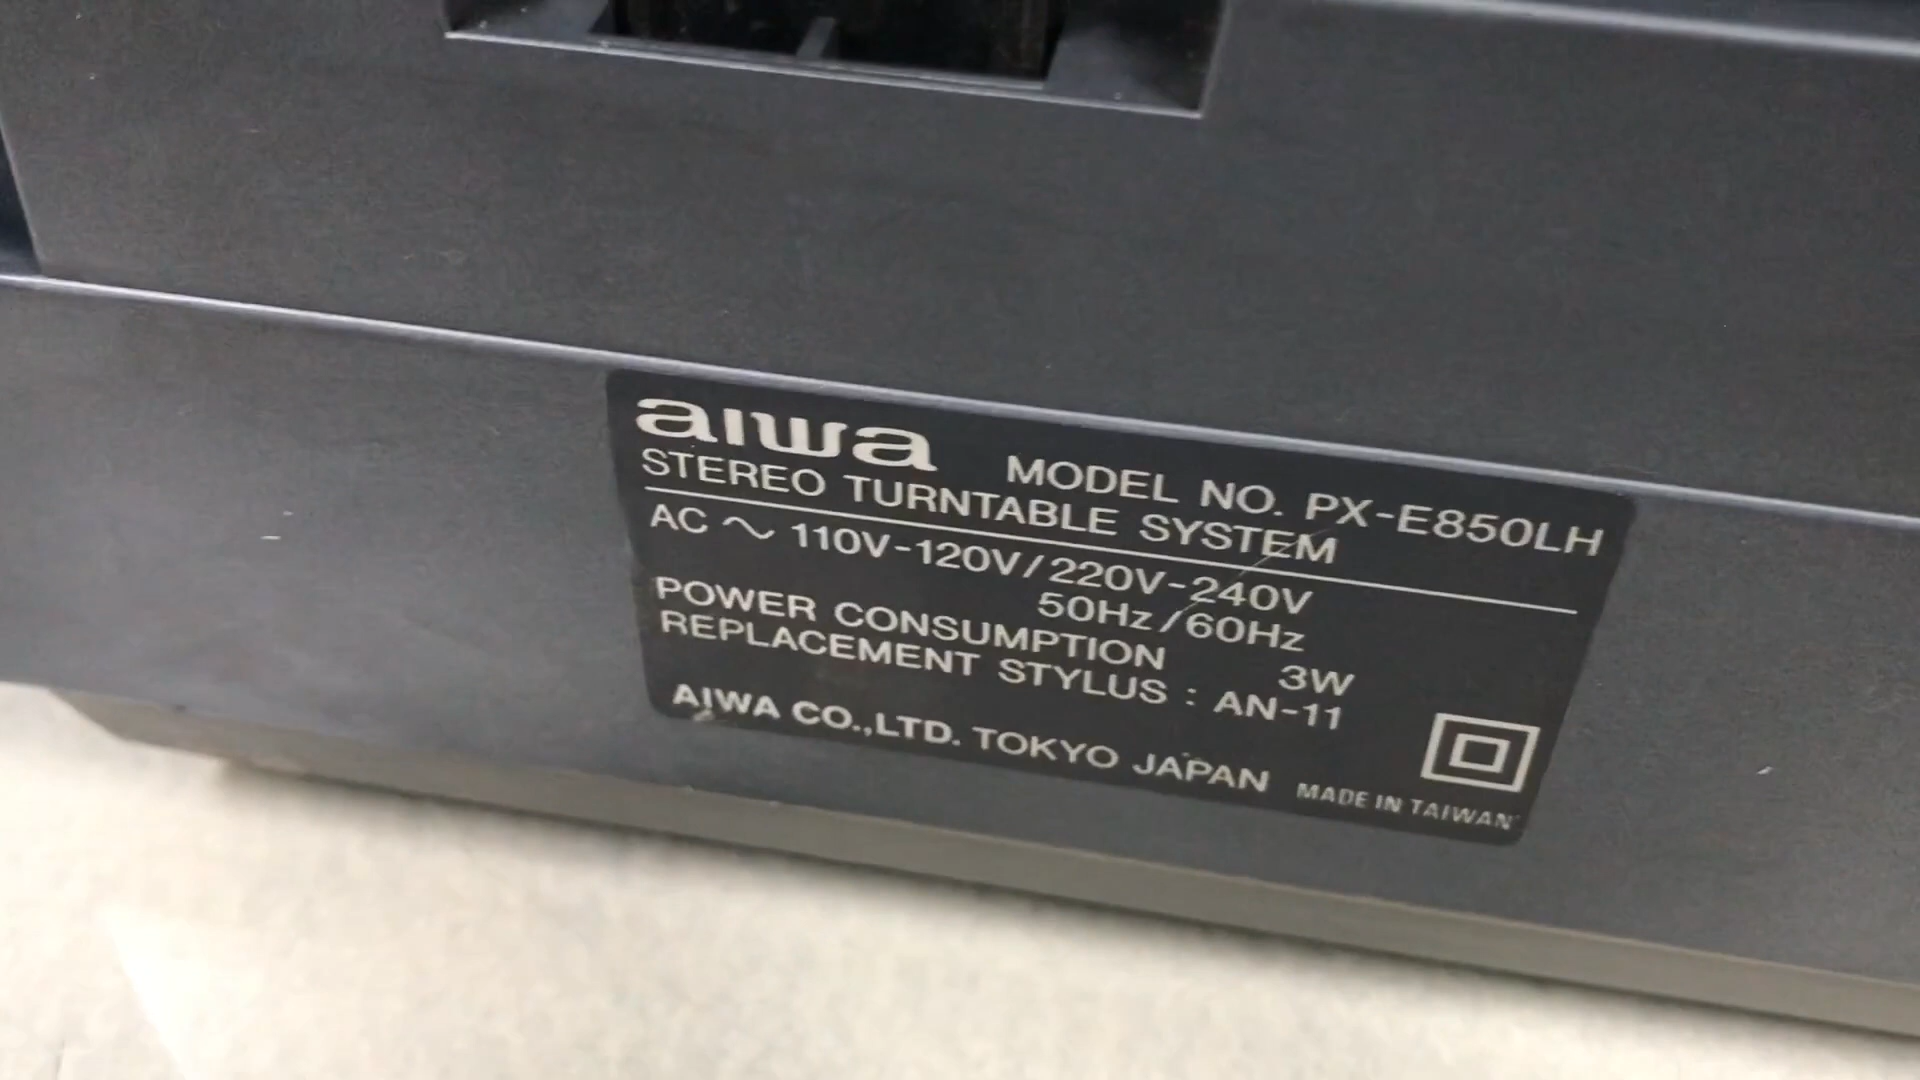 aiwa MODEL NO. PX-E850LH
STEREO TURNTABLE SYSTEM
AC ~ 110V-120V/220V-240V
50Hz/60Hz
POWER CONSUMPTION 3W
REPLACEMENT STYLUS : AN-11
AIWA CO.,LTD. TOKYO JAPAN MADE IN TAIWAN